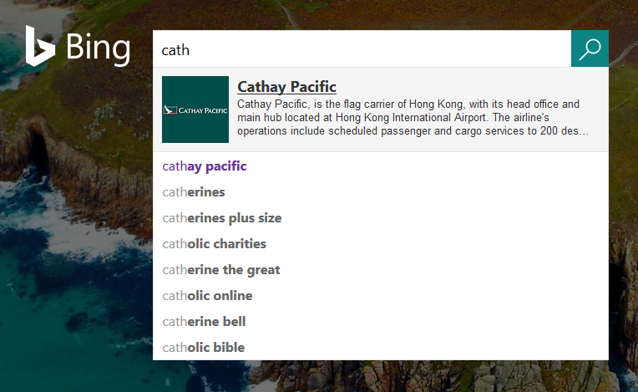 Bing
cath
Cathay Pacific
CATHAY PACIFIC
Cathay Pacific, is the flag carrier of Hong Kong, with its head office and
main hub located at Hong Kong International Airport. The airline's
operations include scheduled passenger and cargo services to 200 des...
cathay pacific
catherines
catherines plus size
catholic charities
catherine the great
catholic online
catherine bell
catholic bible